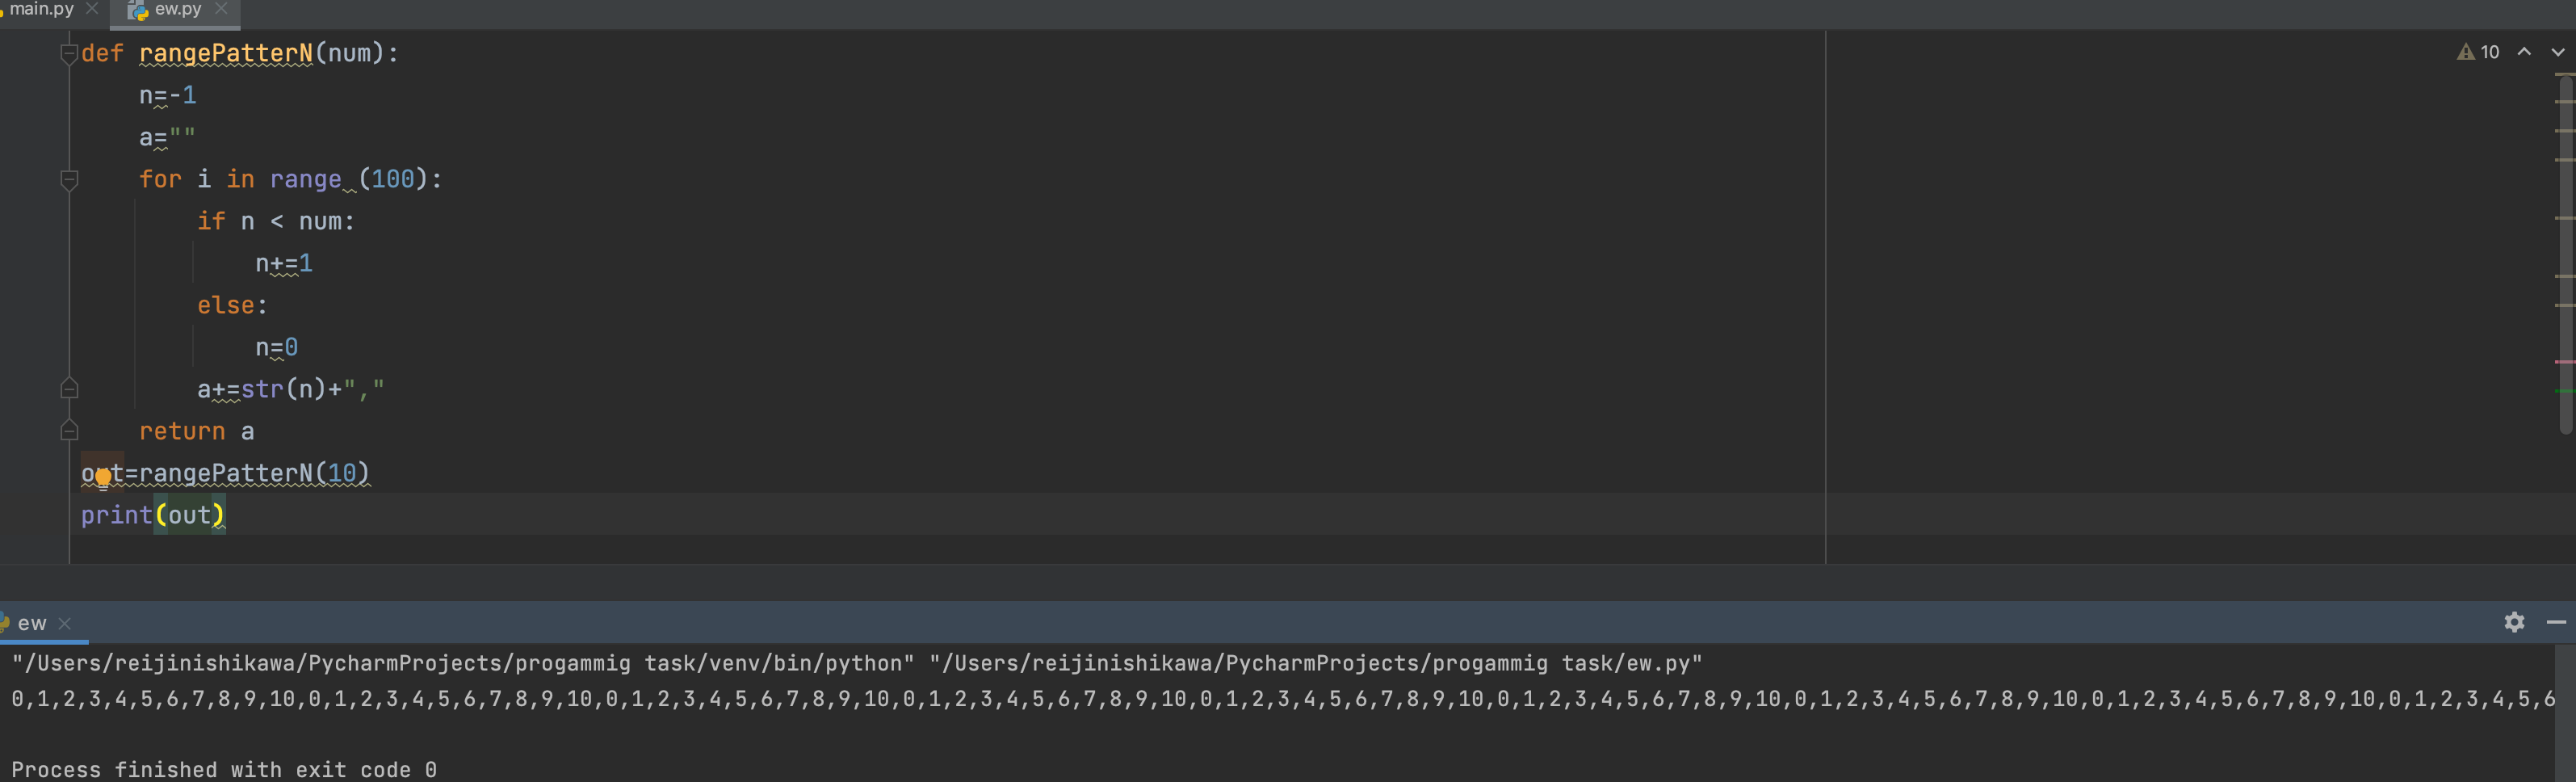 main.py
ew.py
def rangePatterN(num):
10
    n=-1
    a=""
    for i in range (100):
        if n < num:
            n+=1
        else:
            n=0
        a+=str(n)+","
    return a
out=rangePatterN(10)
print(out)
ew
"/Users/reijinishikawa/PycharmProjects/progammig task/venv/bin/python" "/Users/reijinishikawa/PycharmProjects/progammig task/ew.py"
0,1,2,3,4,5,6,7,8,9,10,0,1,2,3,4,5,6,7,8,9,10,0,1,2,3,4,5,6,7,8,9,10,0,1,2,3,4,5,6,7,8,9,10,0,1,2,3,4,5,6,7,8,9,10,0,1,2,3,4,5,6,7,8,9,10,0,1,2,3,4,5,6,7,8,9,10,0,1,2,3,4,5,6,7,8,9,10,0,1,2,3,4,5,6
Process finished with exit code 0